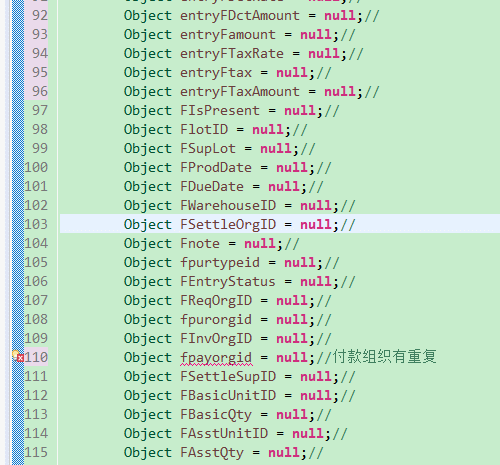 92 Object entryFDctAmount = null;//
93 Object entryFamount = null;//
94 Object entryFTaxRate = null;//
95 Object entryFtax = null;//
96 Object entryFTaxAmount = null;//
97 Object FIsPresent = null;//
98 Object FlotID = null;//
99 Object FSupLot = null;//
100 Object FProdDate = null;//
101 Object FDueDate = null;//
102 Object FWarehouseID = null;//
103 Object FSettleOrgID = null;//
104 Object Fnote = null;//
105 Object fpurtypeid = null;//
106 Object FEntryStatus = null;//
107 Object FReqOrgID = null;//
108 Object fpurorgid = null;//
109 Object FInvOrgID = null;//
110 Object fpayorgid = null;//付款组织有重复
111 Object FSettleSupID = null;//
112 Object FBasicUnitID = null;//
113 Object FBasicQty = null;//
114 Object FAsstUnitID = null;//
115 Object FAsstQty = null;//